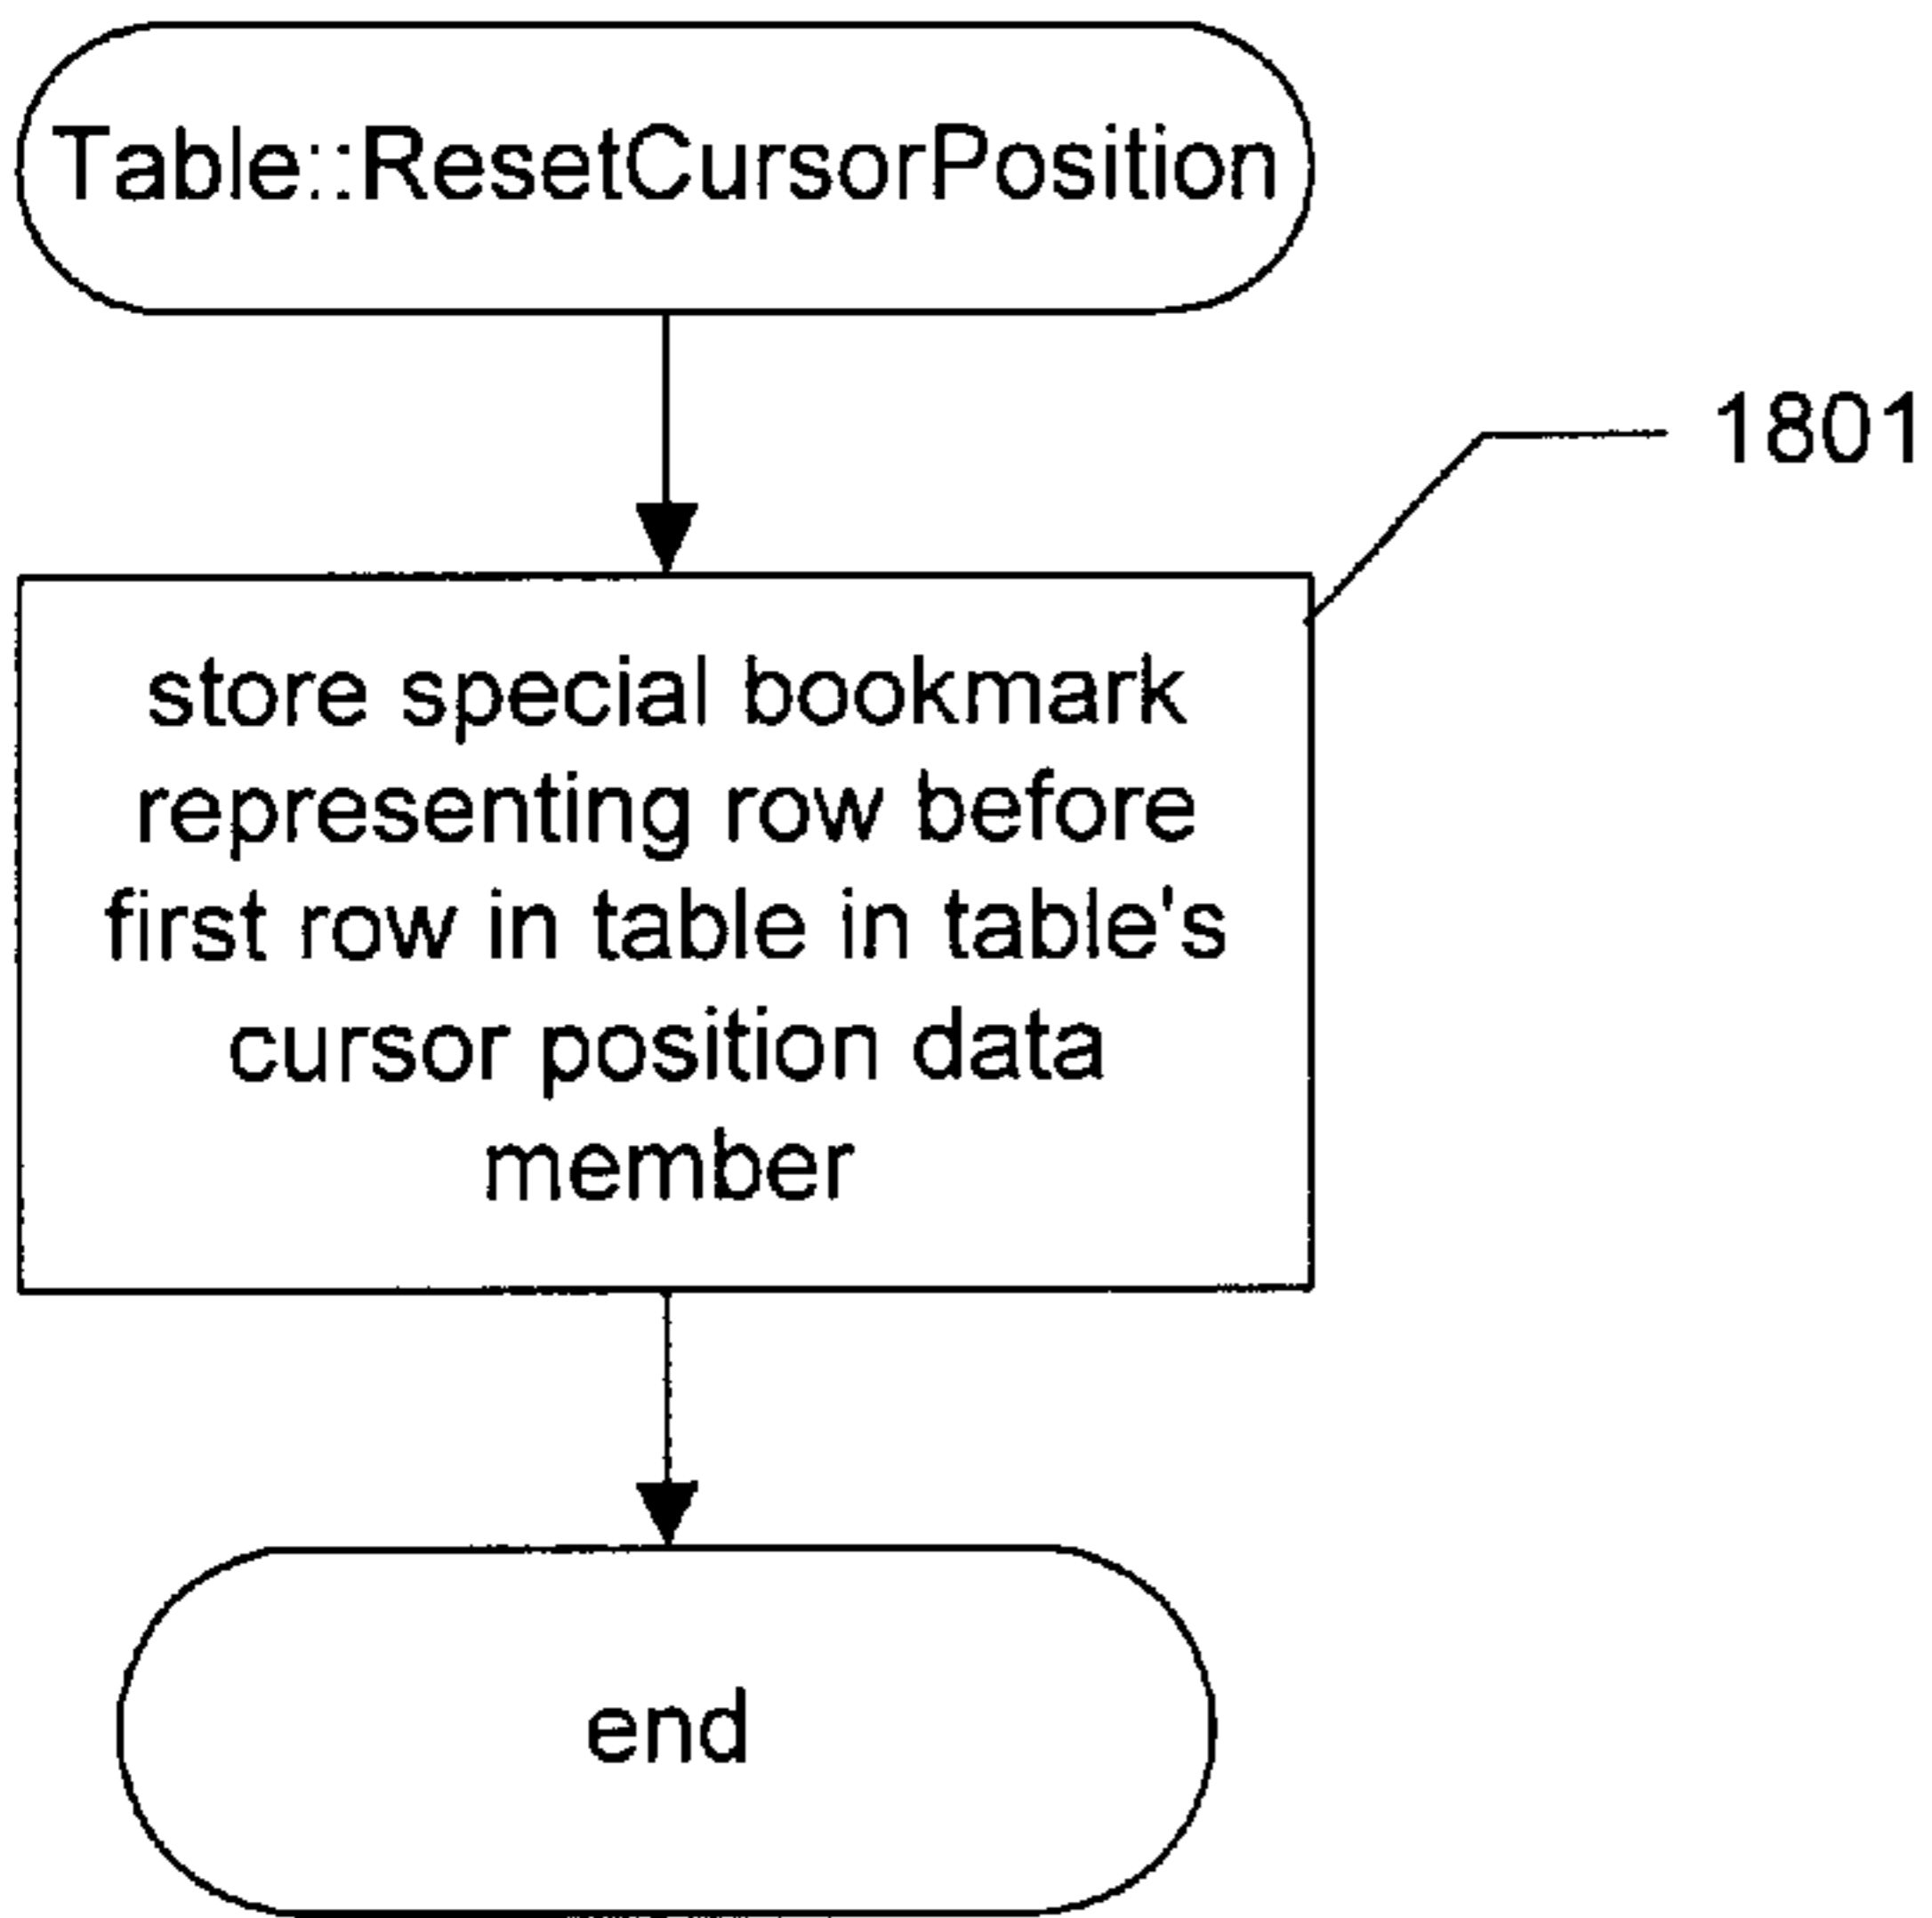 Table::ResetCursorPosition
1801
store special bookmark
representing row before
first row in table in table's
cursor position data
member
end